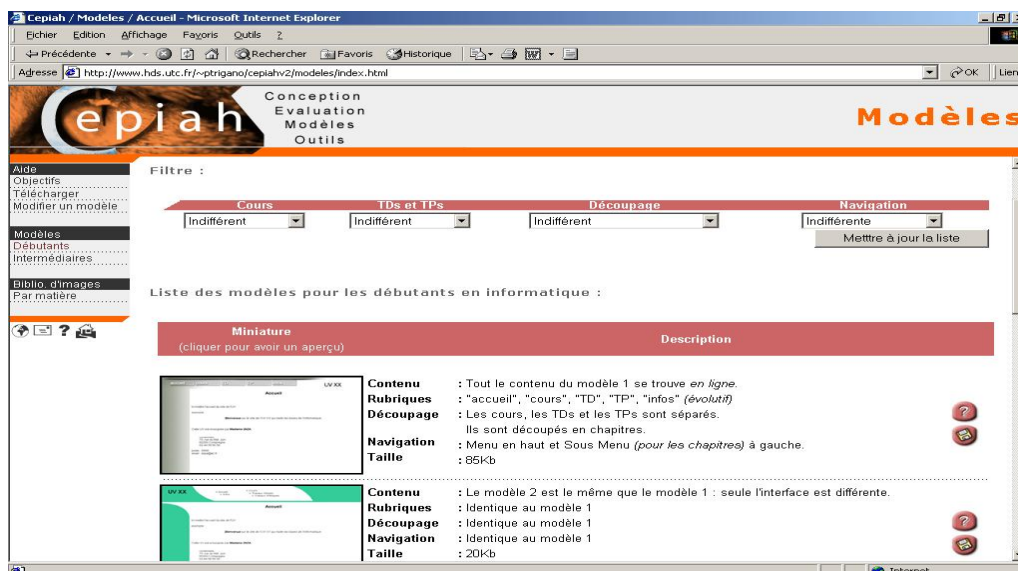 Cepiah / Modeles / Accueil - Microsoft Internet Explorer
Fichier Edition Affichage Favoris Outils ?
Précédente Rechercher Favoris Historique
Adresse http://www.hds.utc.fr/~ptrigano/cepiahv2/modeles/index.html OK Lien
Cepiah
Conception
Evaluation
Modèles
Outils
Modèles
Aide
Objectifs
Télécharger
Modifier un modèle
Modèles
Débutants
Intermédiaires
Biblio. d'images
Par matière
Filtre :
Cours TDs et TPs Découpage Navigation
Indifférent Indifférent Indifférent Indifférente
Metttre à jour la liste
Liste des modèles pour les débutants en informatique :
Miniature Description
(cliquer pour avoir un aperçu)
UV XX
Accueil
Contenu : Tout le contenu du modèle 1 se trouve en ligne.
Rubriques : "accueil", "cours", "TD", "TP", "infos" (évolutif)
Découpage : Les cours, les TDs et les TPs sont séparés.
Ils sont découpés en chapitres.
Navigation : Menu en haut et Sous Menu (pour les chapitres) à gauche.
Taille : 85Kb
UV XX
Accueil
Contenu : Le modèle 2 est le même que le modèle 1 : seule l'interface est différente.
Rubriques : Identique au modèle 1
Découpage : Identique au modèle 1
Navigation : Identique au modèle 1
Taille : 20Kb
Internet